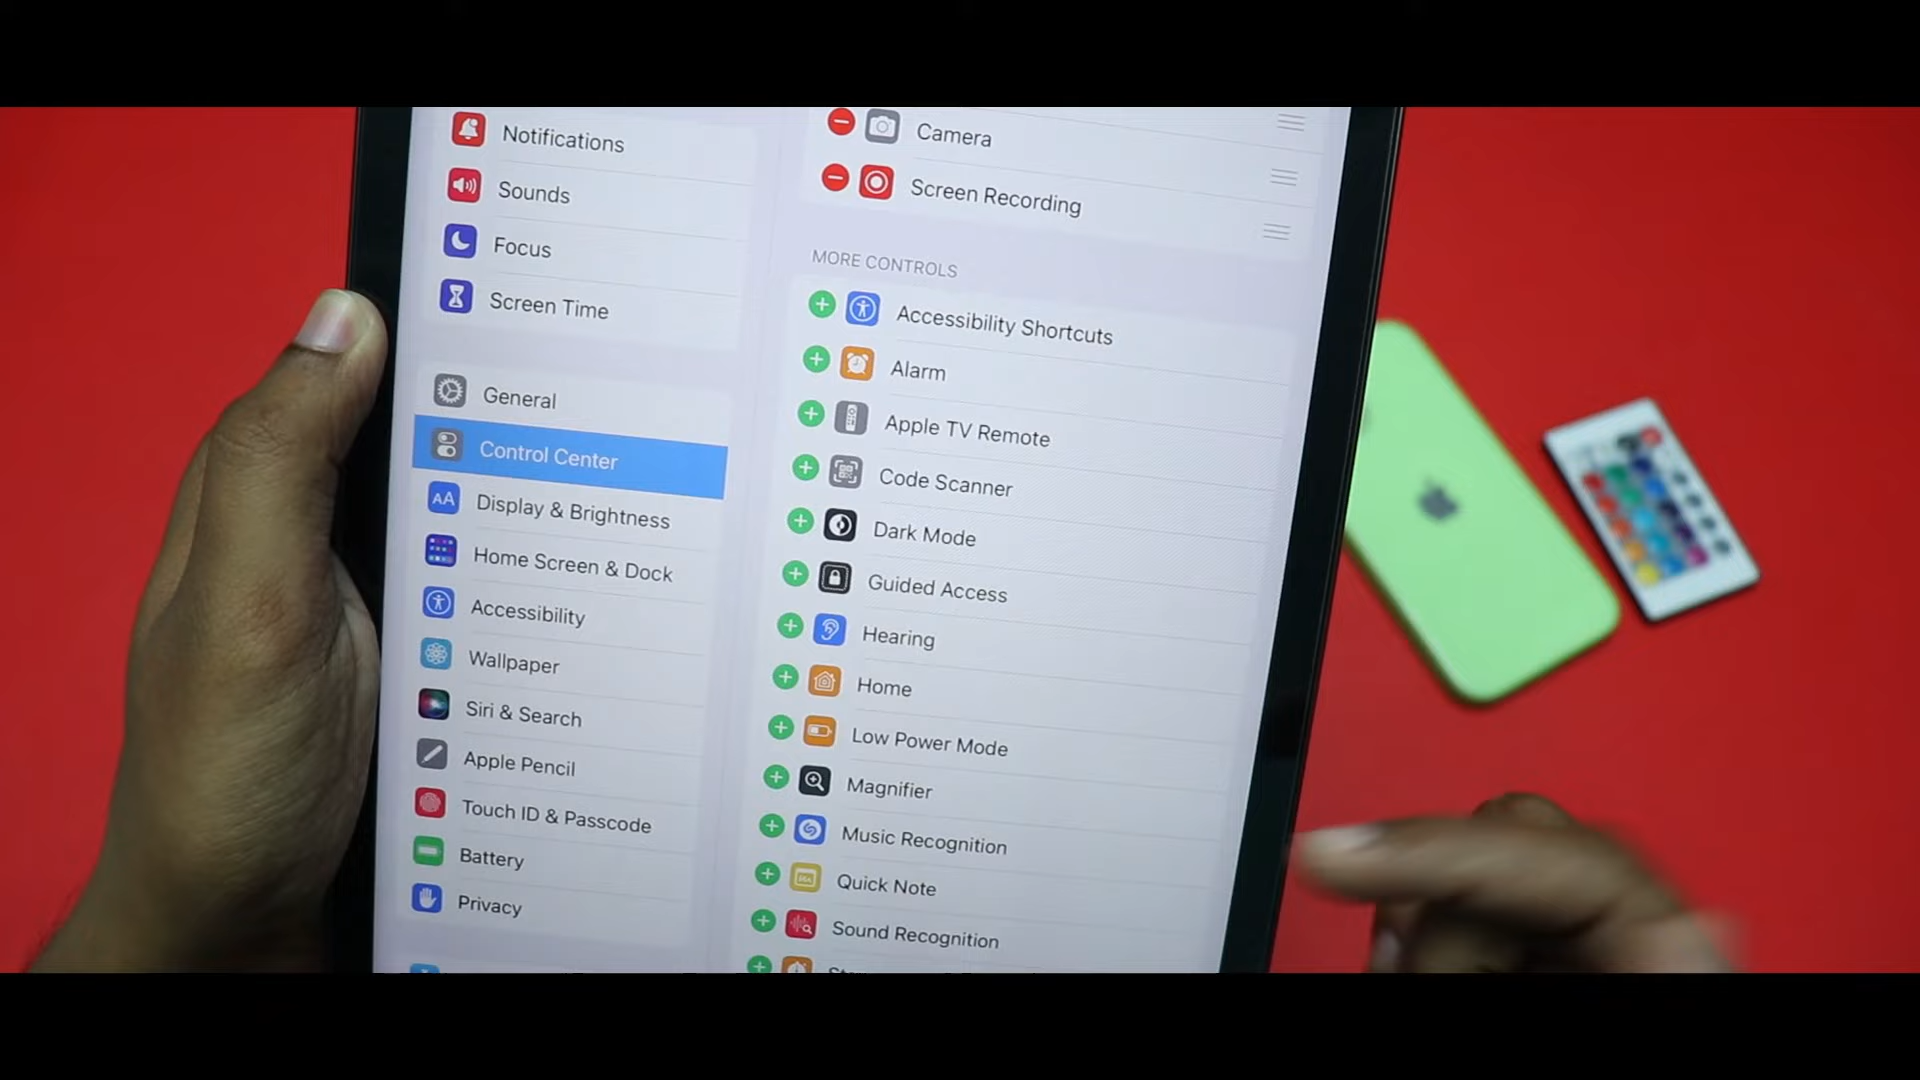 Notifications
Sounds
Focus
Screen Time
General
Control Center
AA
Display & Brightness
Home Screen & Dock
Accessibility
Wallpaper
Siri & Search
Apple Pencil
Touch ID & Passcode
Battery
Privacy
Camera
Screen Recording
MORE CONTROLS
Accessibility Shortcuts
Alarm
Apple TV Remote
Code Scanner
Dark Mode
Guided Access
Hearing
Home
Low Power Mode
Magnifier
Music Recognition
Quick Note
Sound Recognition